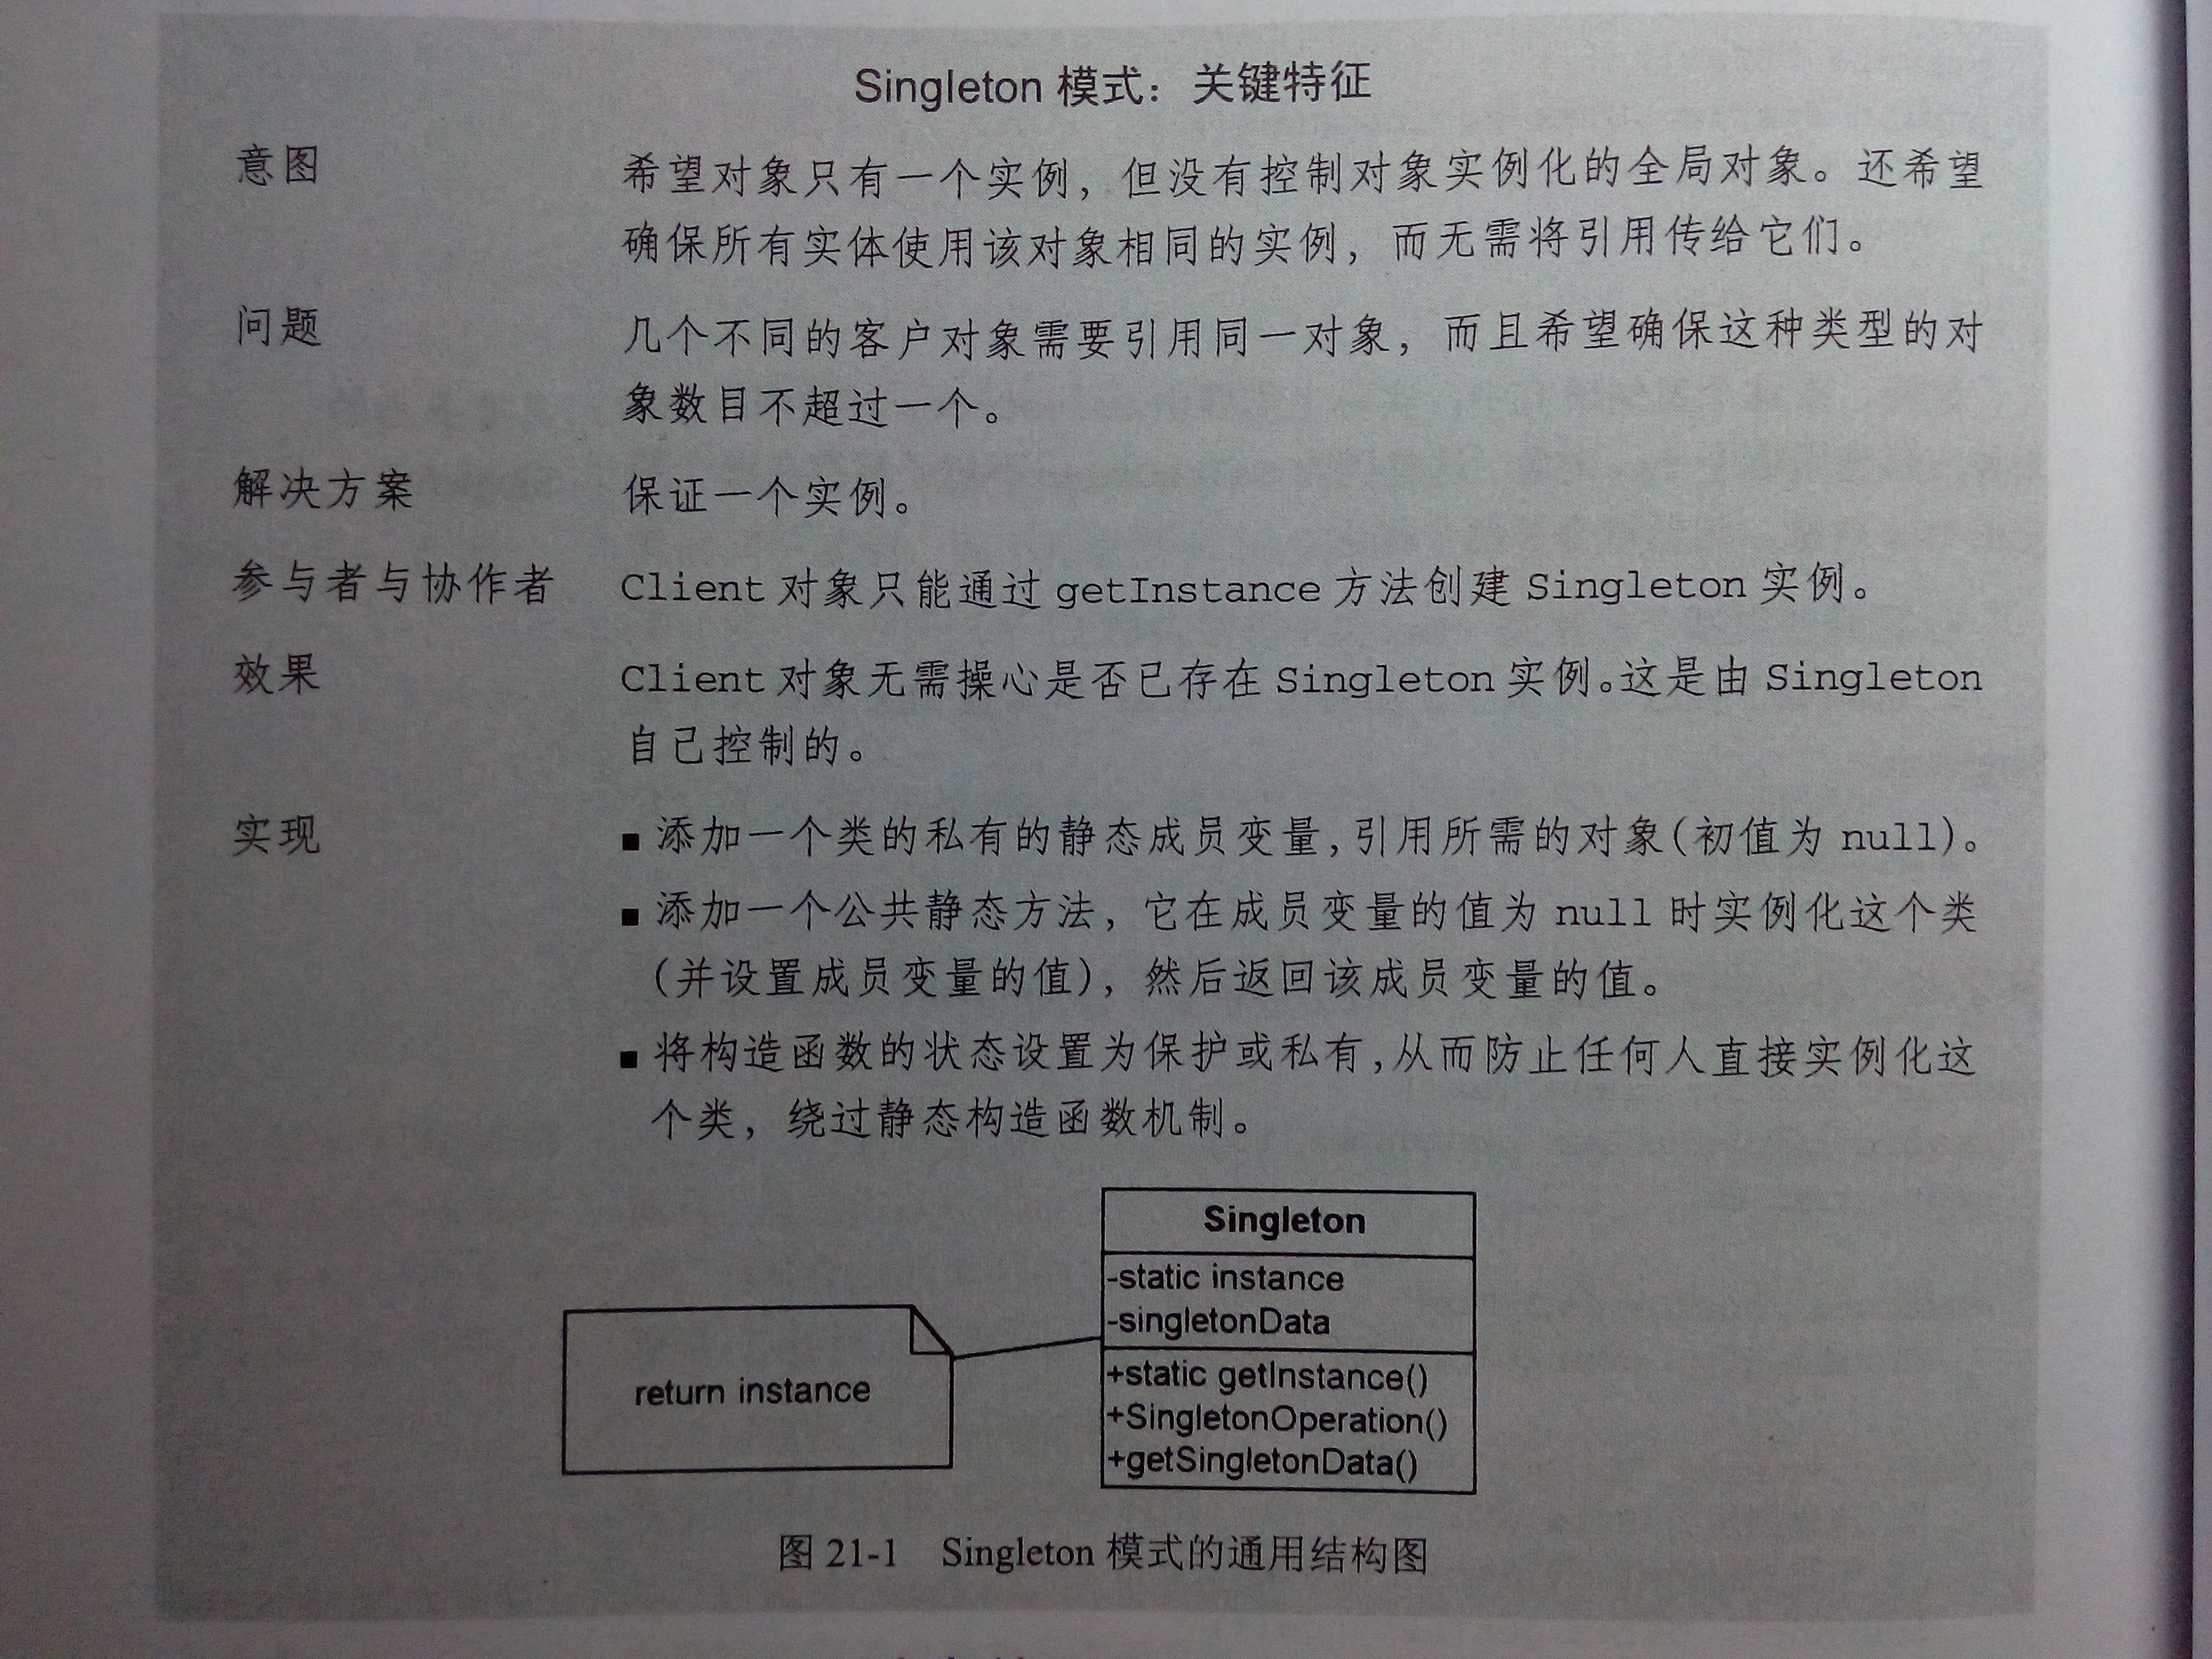 Singleton 模式：关键特征
意图 希望对象只有一个实例，但没有控制对象实例化的全局对象。还希望
确保所有实体使用该对象相同的实例，而无需将引用传给它们。
问题 几个不同的客户对象需要引用同一对象，而且希望确保这种类型的对
象数目不超过一个。
解决方案 保证一个实例。
参与者与协作者 Client 对象只能通过 getInstance 方法创建 Singleton 实例。
效果 Client 对象无需操心是否已存在 Singleton 实例。这是由 Singleton
自己控制的。
实现 ■ 添加一个类的私有的静态成员变量，引用所需的对象（初值为 null）。
■ 添加一个公共静态方法，它在成员变量的值为 null 时实例化这个类
（并设置成员变量的值），然后返回该成员变量的值。
■ 将构造函数的状态设置为保护或私有，从而防止任何人直接实例化这
个类，绕过静态构造函数机制。
Singleton
-static instance
-singletonData
+static getInstance()
+SingletonOperation()
+getSingletonData()
return instance
图 21-1 Singleton 模式的通用结构图